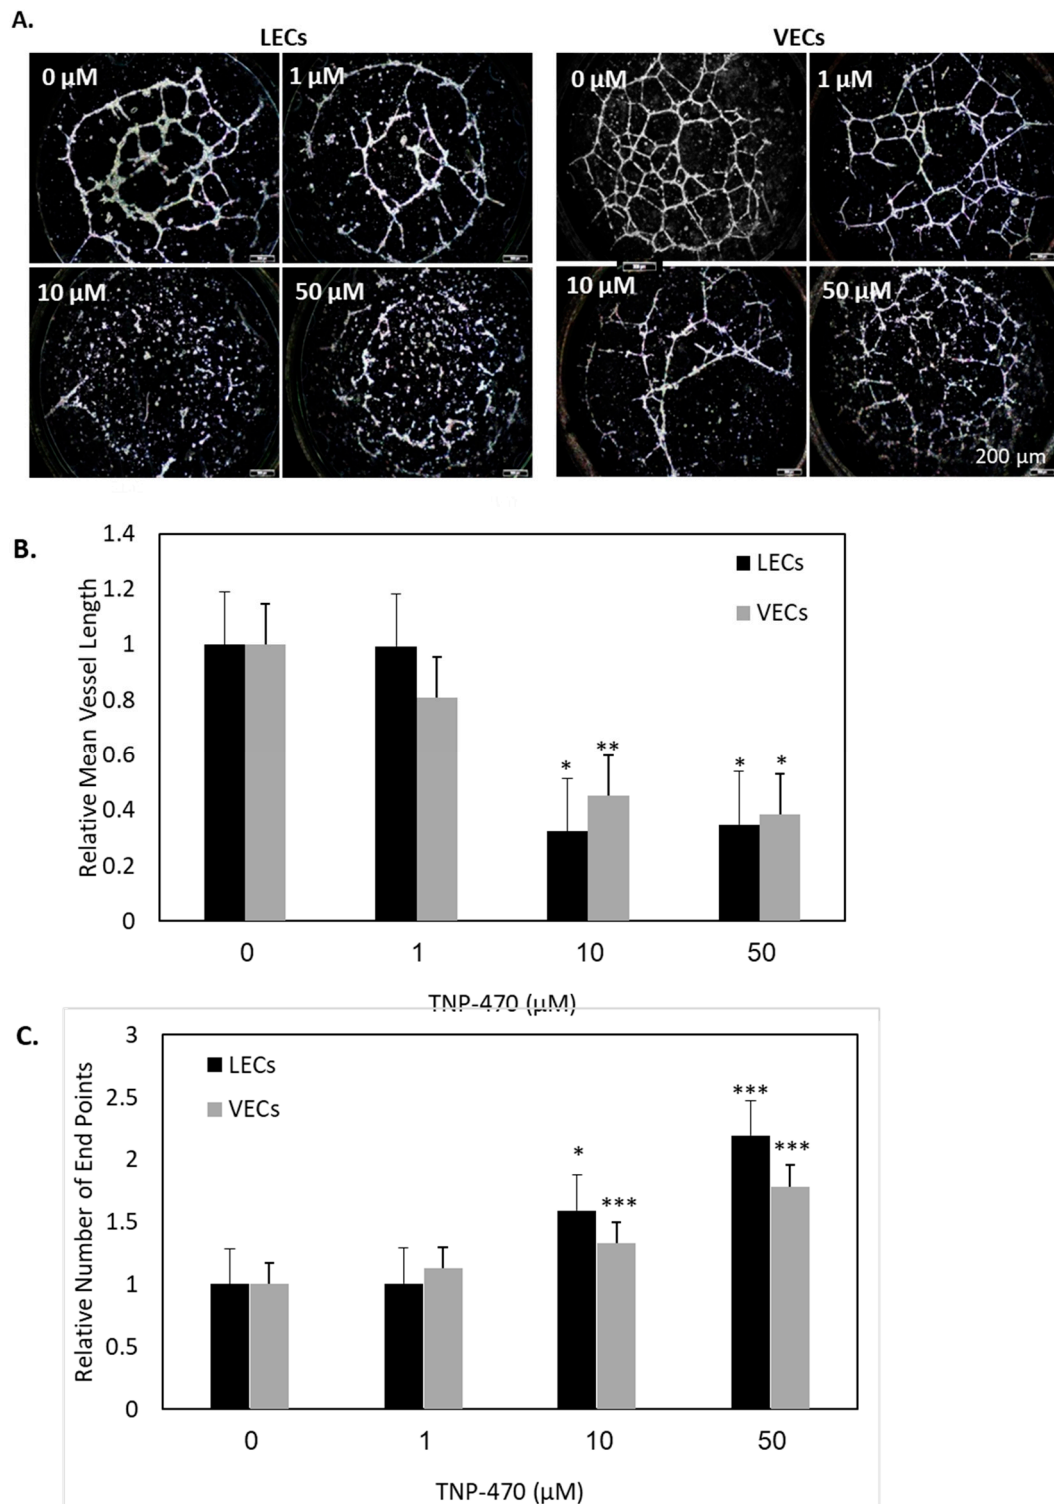 A.
LECs
VECs
0 µM
1 µM
0 µM
1 µM
10 µM
50 µM
10 µM
50 µM
200 µm
B.
1.4
1.2
1
0.8
0.6
0.4
0.2
0
Relative Mean Vessel Length
LECs
VECs
*
**
*
*
0
1
10
50
TNP-470 (µM)
C.
3
2.5
2
1.5
1
0.5
0
Relative Number of End Points
LECs
VECs
*
***
***
***
0
1
10
50
TNP-470 (µM)